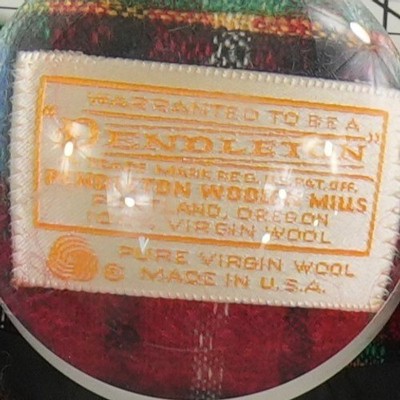 WARRANTED TO BE A
"PENDLETON"
MARK REG. U.S. PAT. OFF.
PENDLETON WOOLEN MILLS
PORTLAND, OREGON
VIRGIN WOOL
PURE VIRGIN WOOL
® MADE IN U.S.A.